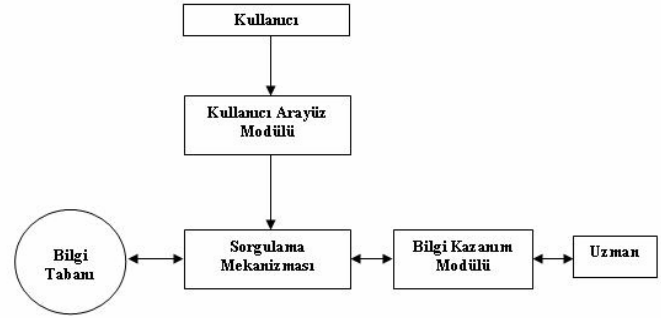 Kullanıcı
Kullanıcı Arayüz
Modülü
Bilgi
Tabanı
Sorgulama
Mekanizması
Bilgi Kazanım
Modülü
Uzman